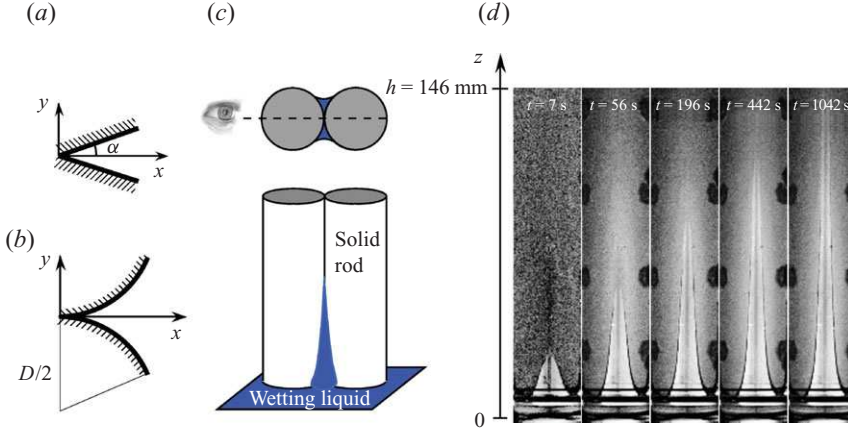 (a)
(c)
(d)
y
α
x
h = 146 mm
z
t = 7 s
t = 56 s
t = 196 s
t = 442 s
t = 1042 s
(b)
y
x
D/2
Solid
rod
Wetting liquid
0